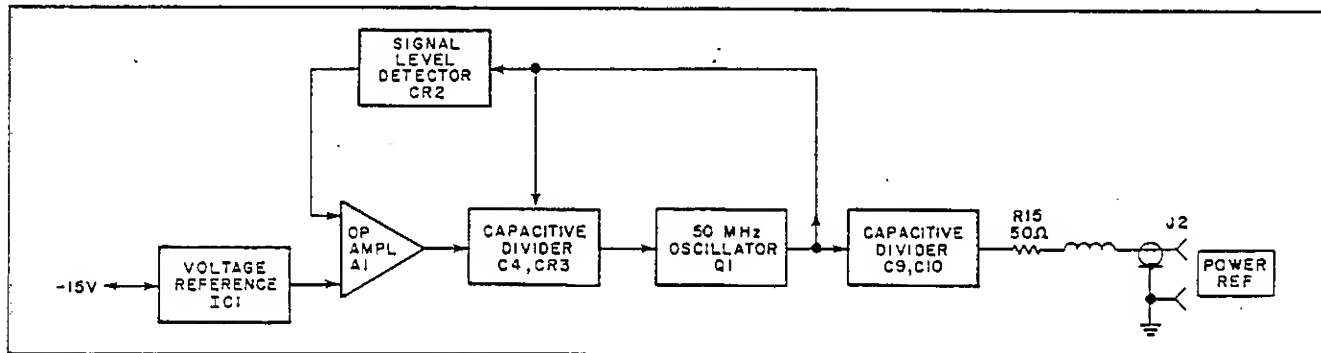 SIGNAL
LEVEL
DETECTOR
CR2
-15V
VOLTAGE
REFERENCE
IC1
OP
AMPL
A1
CAPACITIVE
DIVIDER
C4, CR3
50 MHz
OSCILLATOR
Q1
CAPACITIVE
DIVIDER
C9, C10
R15
50Ω
J2
POWER
REF